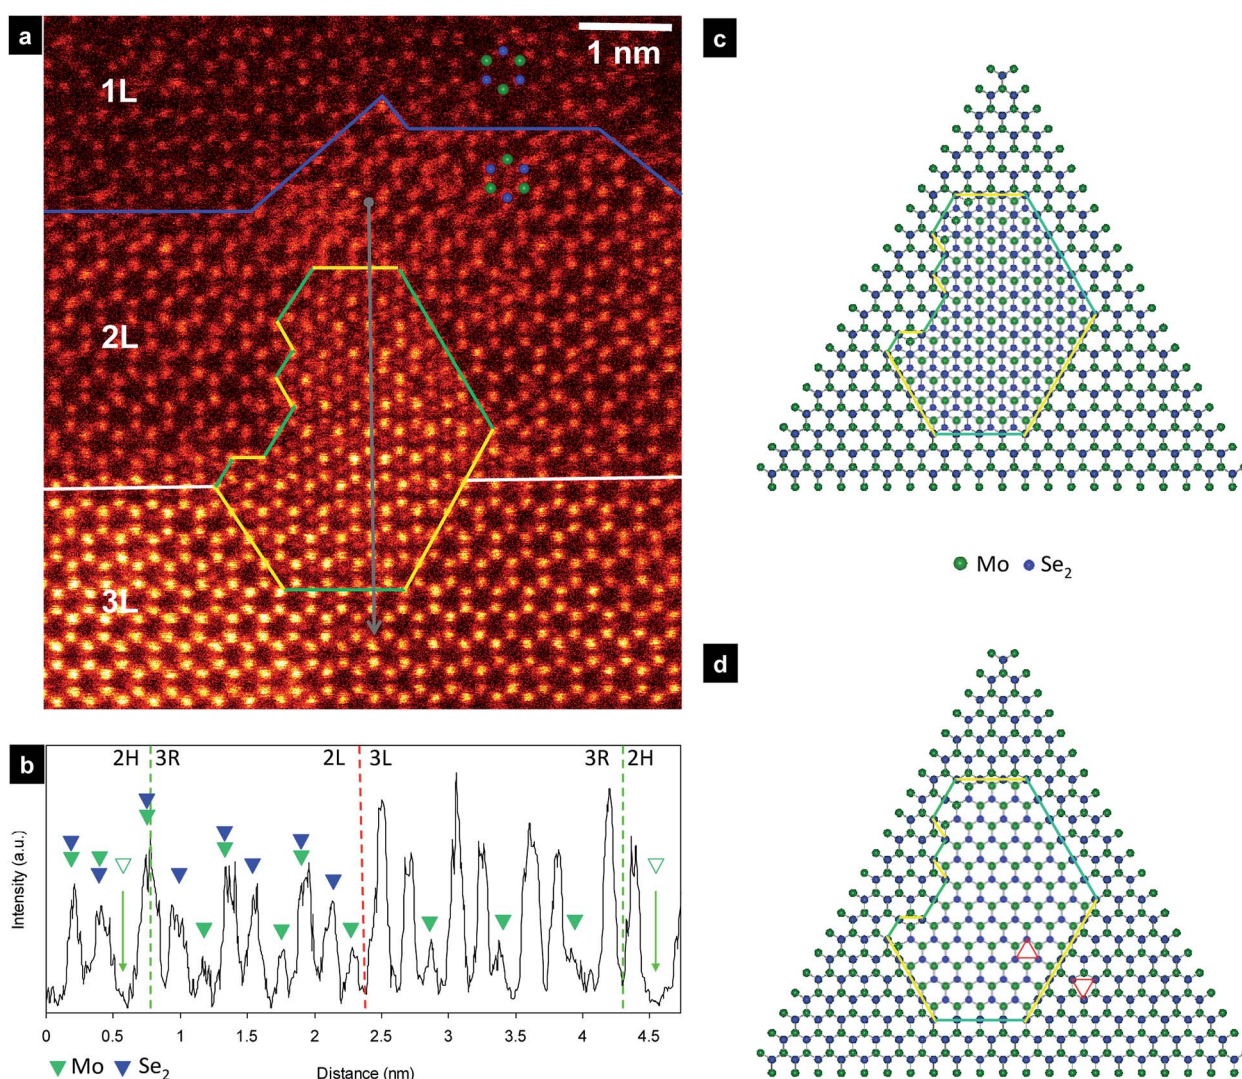 a
1 nm
1L
2L
3L
b
2H 3R 2L 3L 3R 2H
Intensity (a.u.)
0 0.5 1 1.5 2 2.5 3 3.5 4 4.5
Mo Se2
Distance (nm)
c
Mo Se2
d